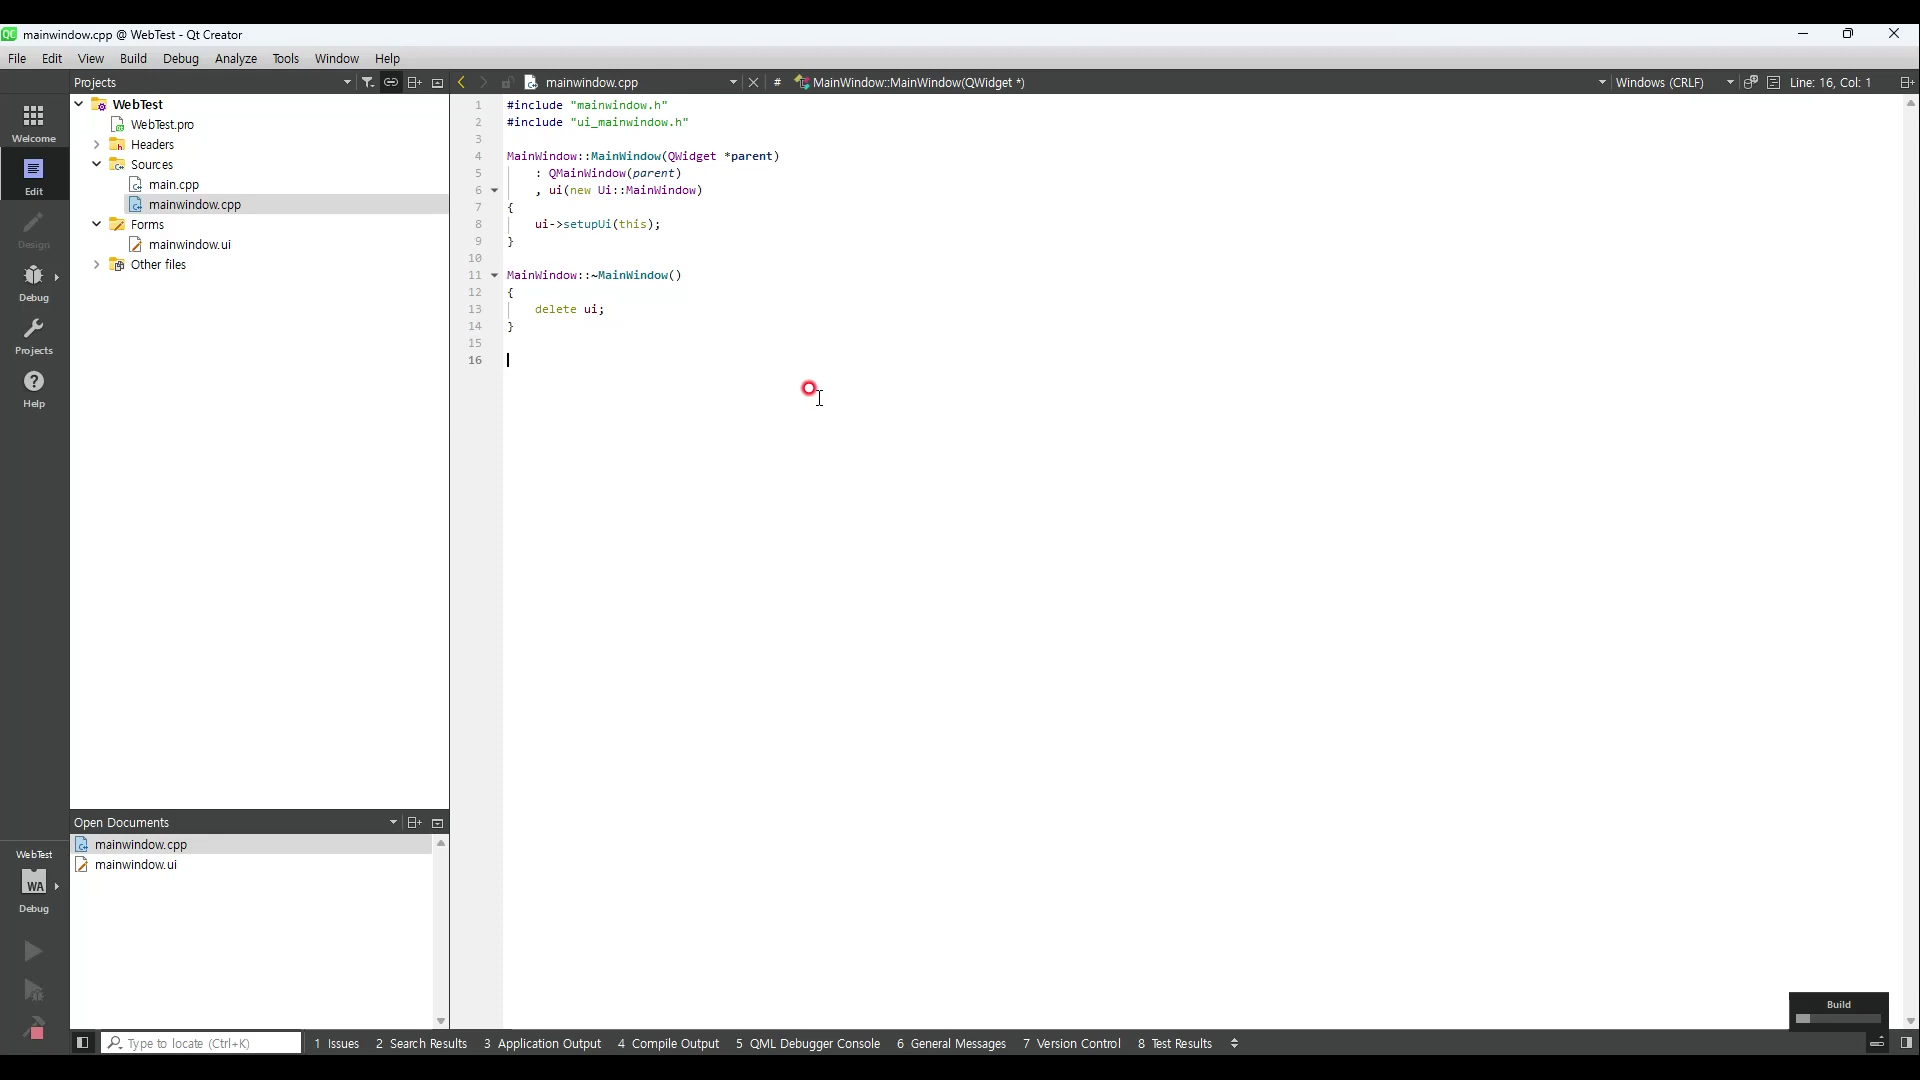 mainwindow.cpp @ WebTest - Qt Creator
File Edit View Build Debug Analyze Tools Window Help
Projects
mainwindow.cpp
# MainWindow::MainWindow(QWidget *)
Windows (CRLF)
Line: 16, Col: 1
Welcome
Edit
Design
Debug
Projects
Help
WebTest
WebTest.pro
Headers
Sources
main.cpp
mainwindow.cpp
Forms
mainwindow.ui
Other files
1 #include "mainwindow.h"
2 #include "ui_mainwindow.h"
3
4 MainWindow::MainWindow(QWidget *parent)
5     : QMainWindow(parent)
6     , ui(new Ui::MainWindow)
7 {
8     ui->setupUi(this);
9 }
10
11 MainWindow::~MainWindow()
12 {
13     delete ui;
14 }
15
16
Open Documents
mainwindow.cpp
mainwindow.ui
WebTest
WA
Debug
Build
Type to locate (Ctrl+K)
1 Issues 2 Search Results 3 Application Output 4 Compile Output 5 QML Debugger Console 6 General Messages 7 Version Control 8 Test Results